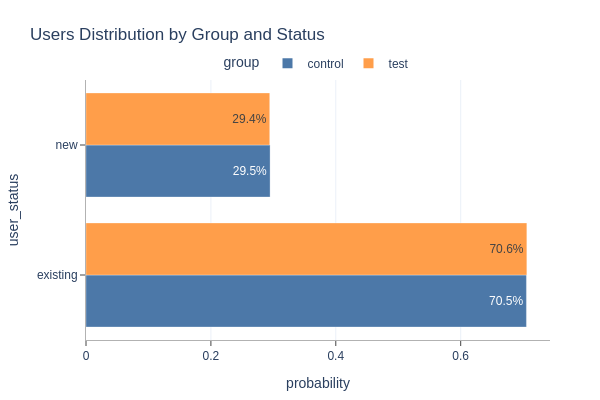 Users Distribution by Group and Status
group control test
29.4%
new
29.5%
user_status
70.6%
existing
70.5%
0 0.2 0.4 0.6
probability